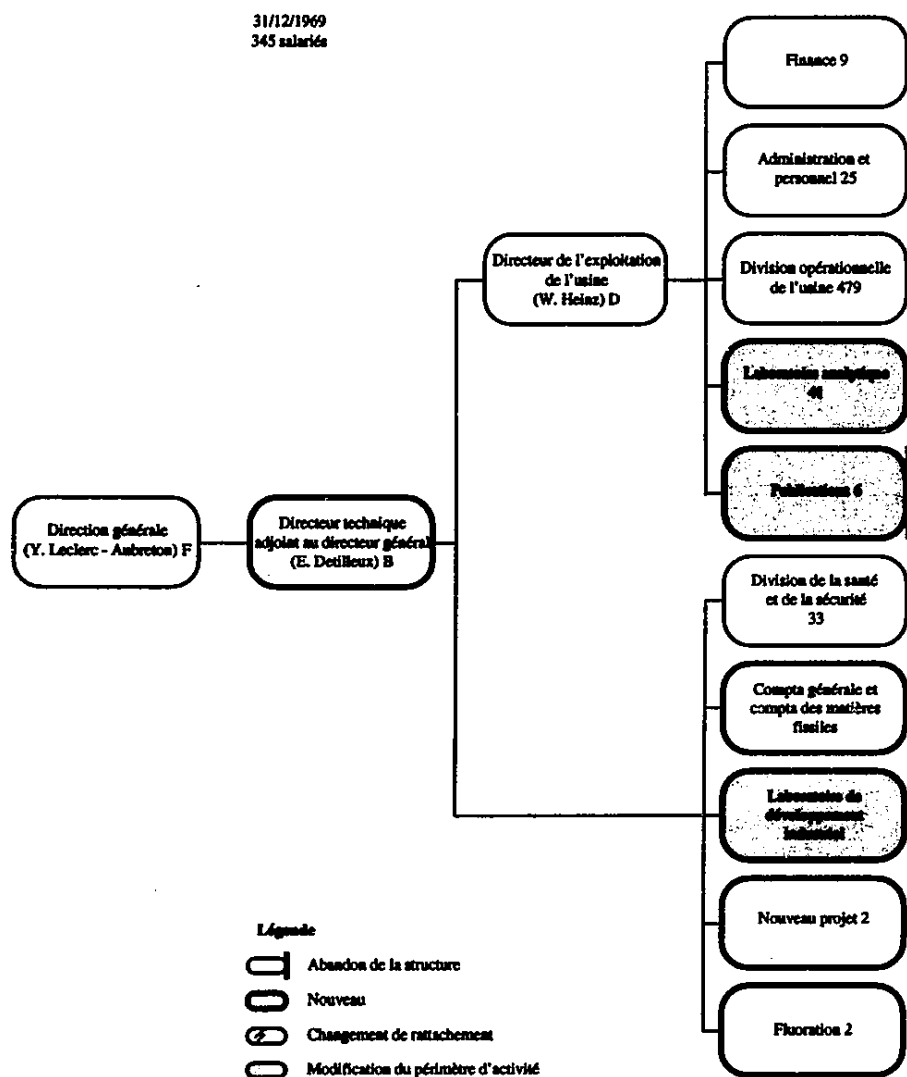 31/12/1969
345 salariés
Finance 9
Administration et
personnel 25
Directeur de l'exploitation
de l'usine
(W. Heinz) D
Division opérationnelle
de l'usine 479
Laboratoire analytique
41
Publications 6
Direction générale
(Y. Leclerc - Aubreton) F
Directeur technique
adjoint au directeur général
(E. Detilleux) B
Division de la santé
et de la sécurité
33
Compta générale et
compta des matières
fissiles
Laboratoire de
développement
industriel
Nouveau projet 2
Fluoration 2
Légende
Abandon de la structure
Nouveau
Changement de rattachement
Modification du périmètre d'activité